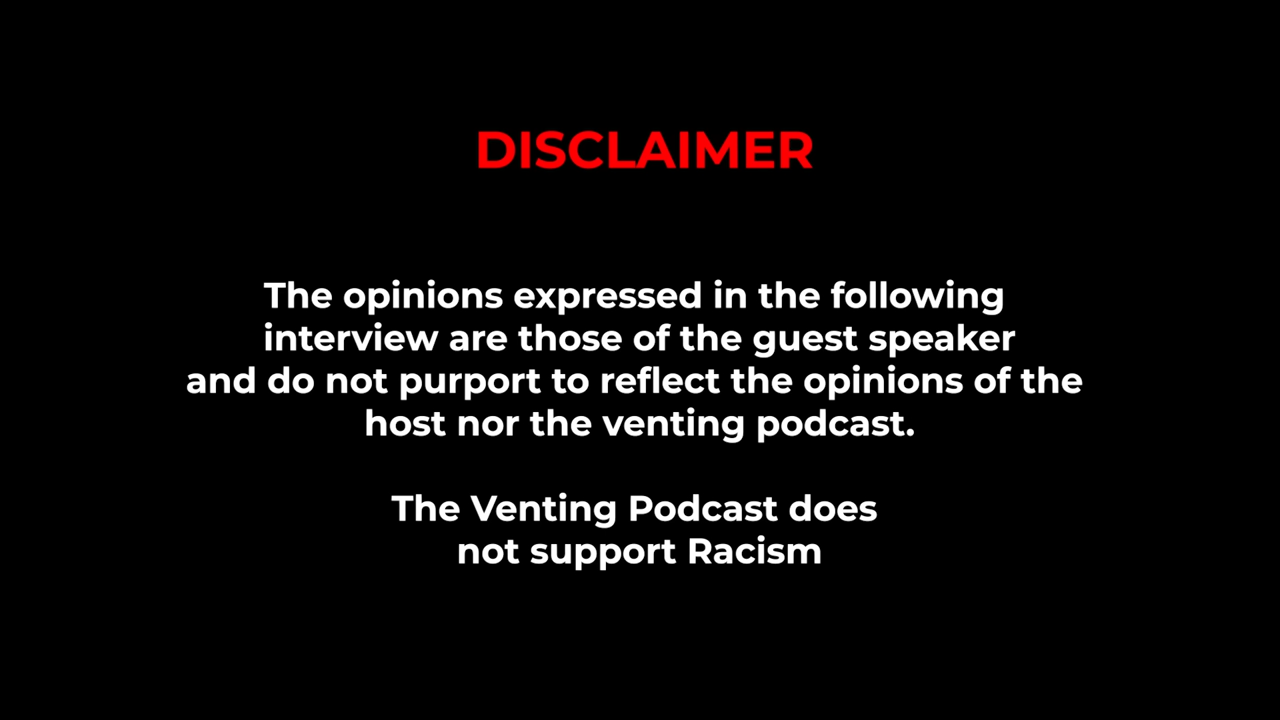 DISCLAIMER
The opinions expressed in the following
interview are those of the guest speaker
and do not purport to reflect the opinions of the
host nor the venting podcast.
The Venting Podcast does
not support Racism